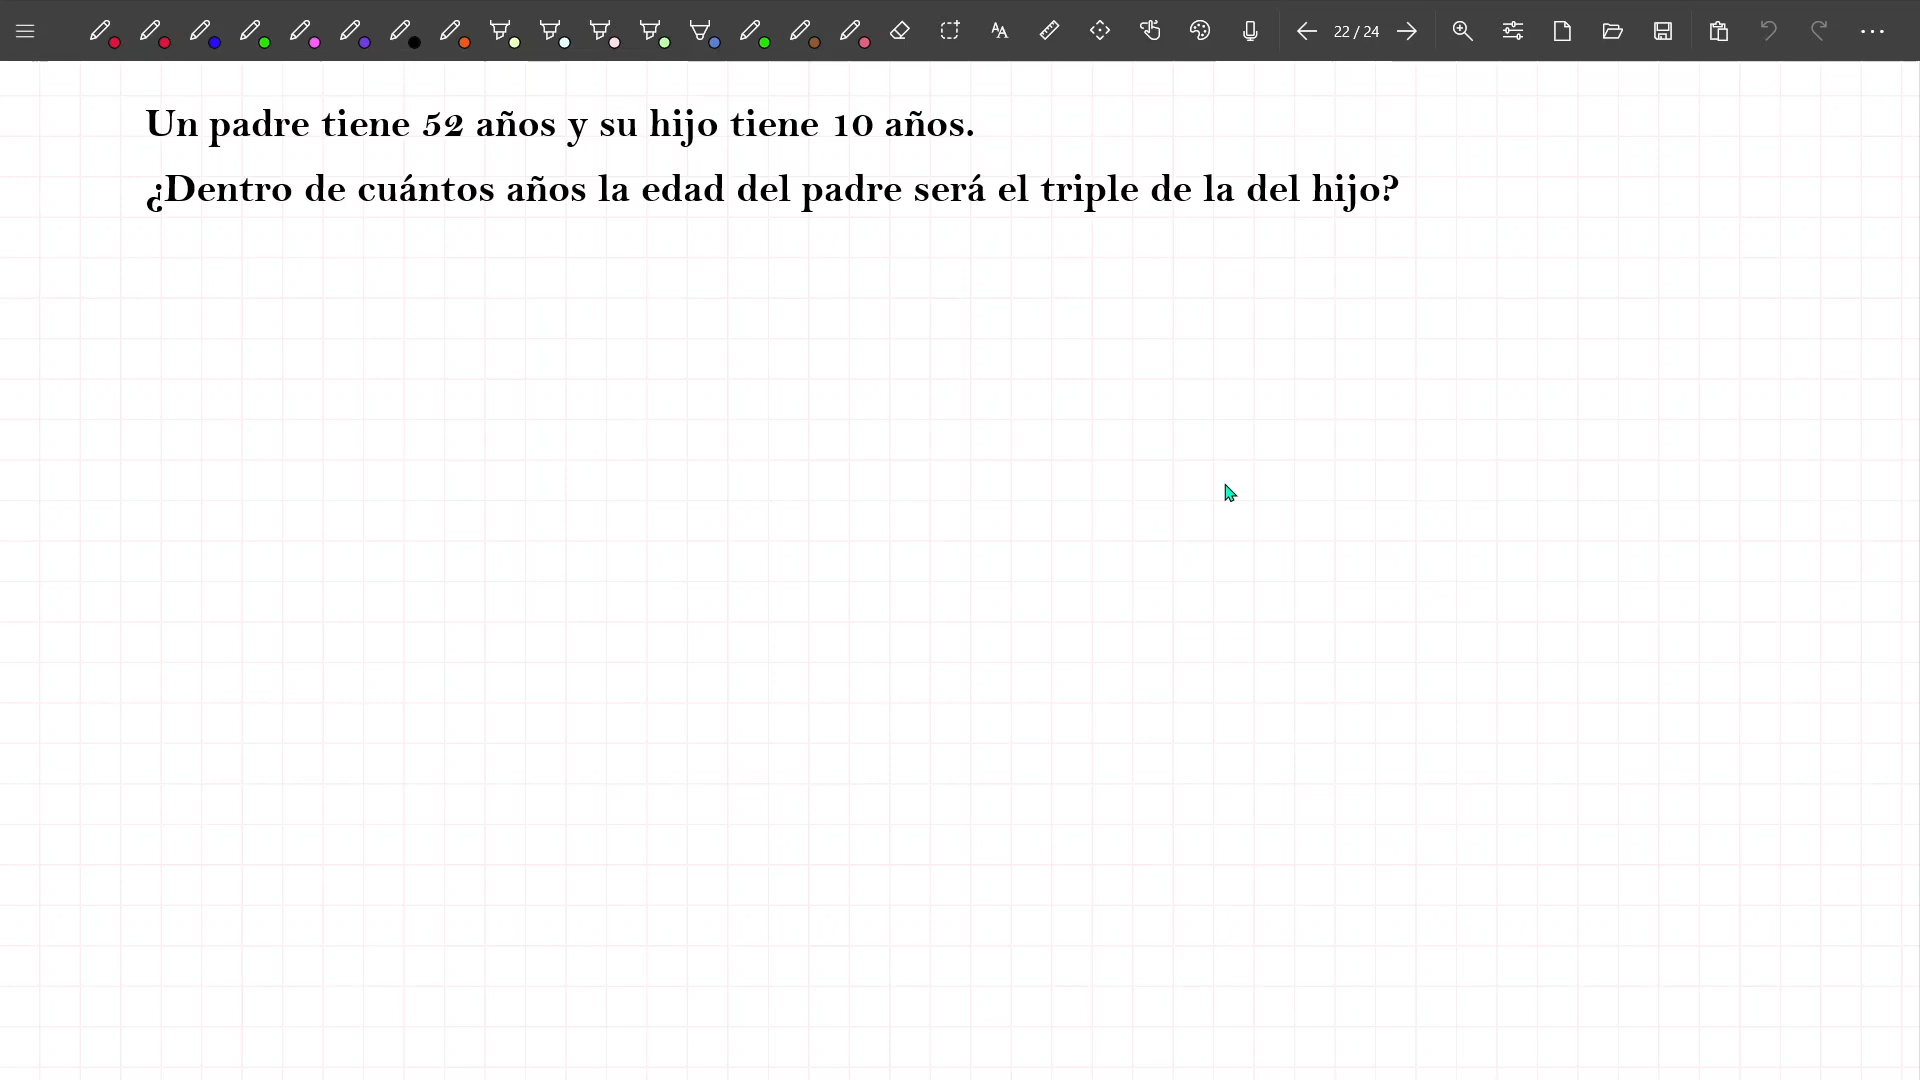 22 / 24
Un padre tiene 52 años y su hijo tiene 10 años.
¿Dentro de cuántos años la edad del padre será el triple de la del hijo?